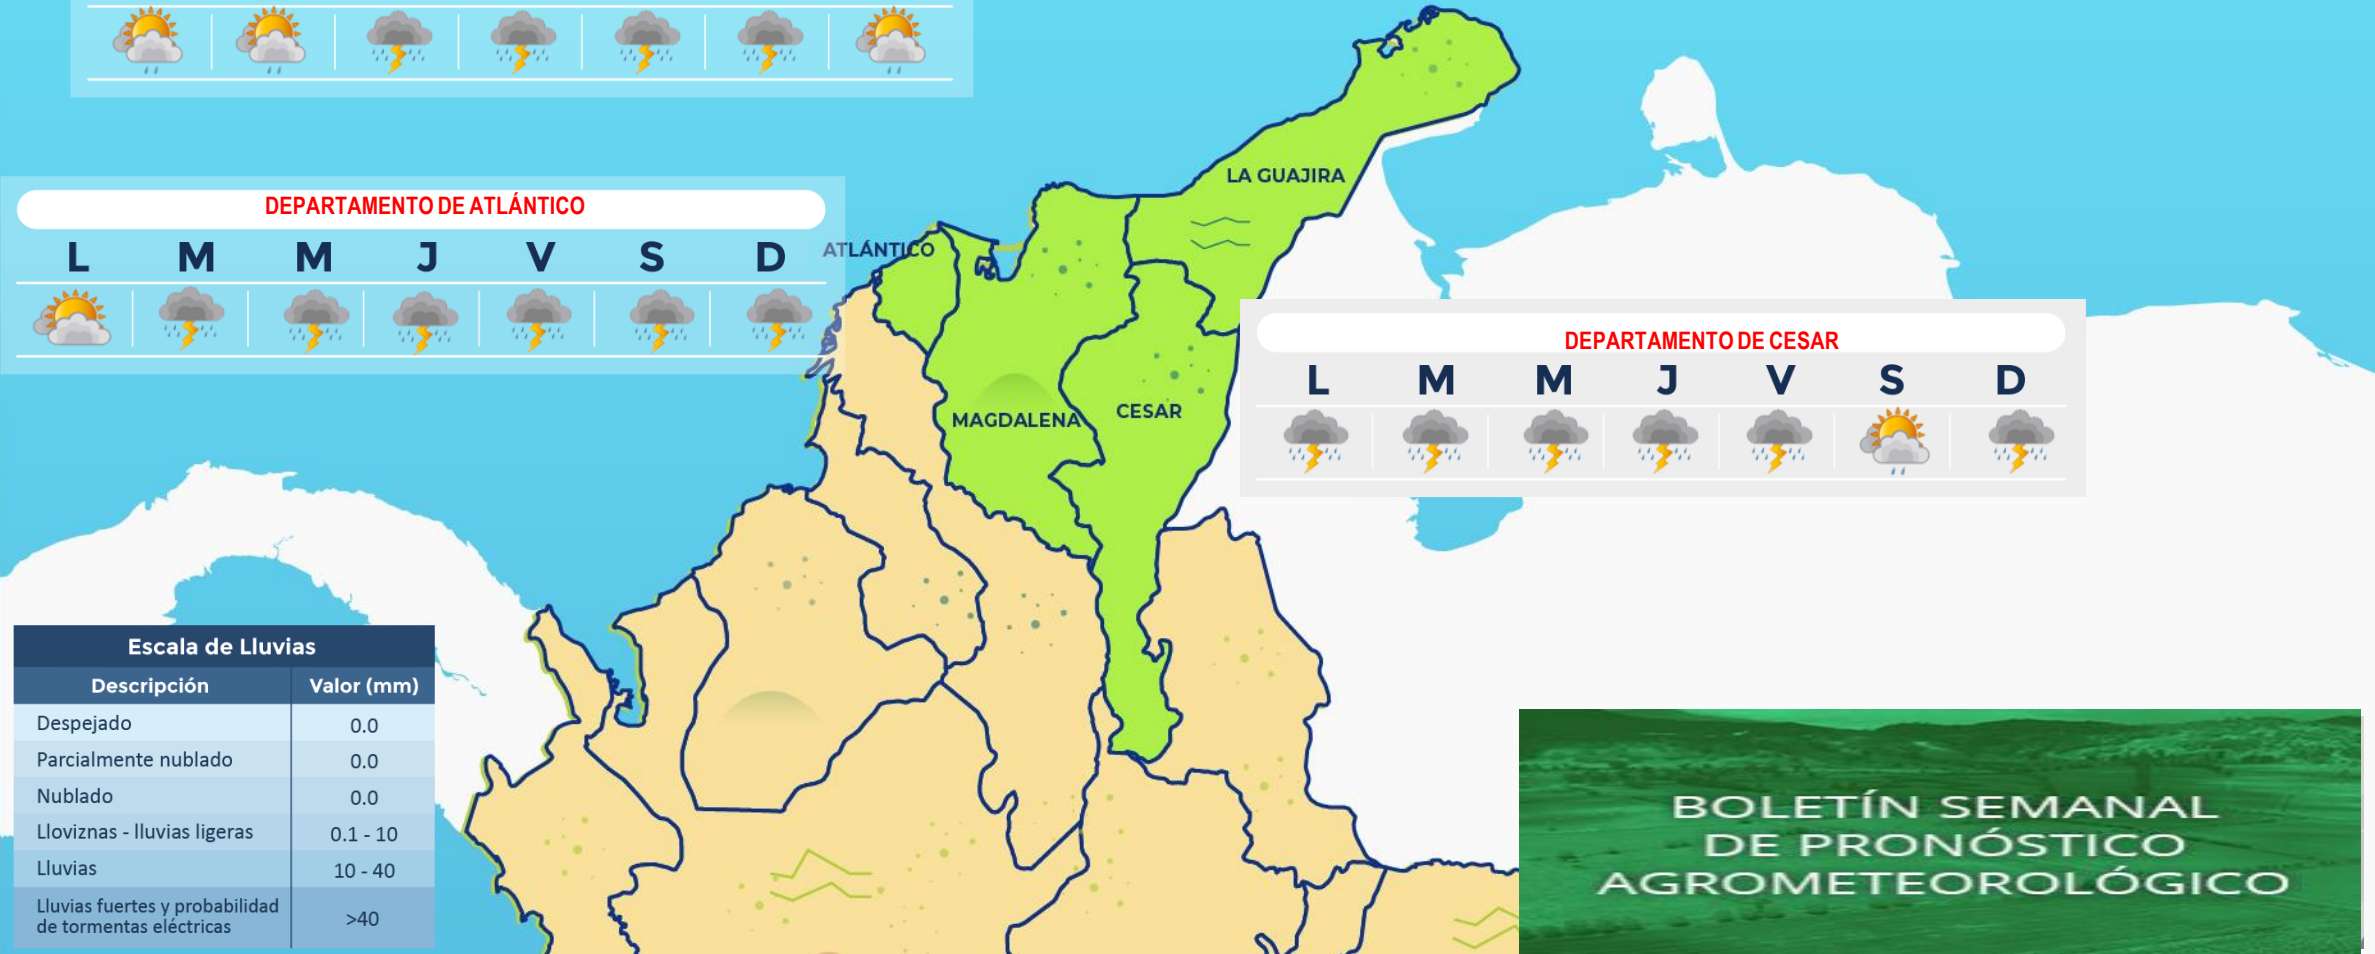 LA GUAJIRA
DEPARTAMENTO DE ATLÁNTICO
L M M J V S D
ATLÁNTICO
DEPARTAMENTO DE CESAR
L M M J V S D
MAGDALENA
CESAR
Escala de Lluvias
Descripción Valor (mm)
Despejado 0.0
Parcialmente nublado 0.0
Nublado 0.0
Lloviznas - lluvias ligeras 0.1 - 10
Lluvias 10 - 40
Lluvias fuertes y probabilidad
de tormentas eléctricas >40
BOLETÍN SEMANAL
DE PRONÓSTICO
AGROMETEOROLÓGICO